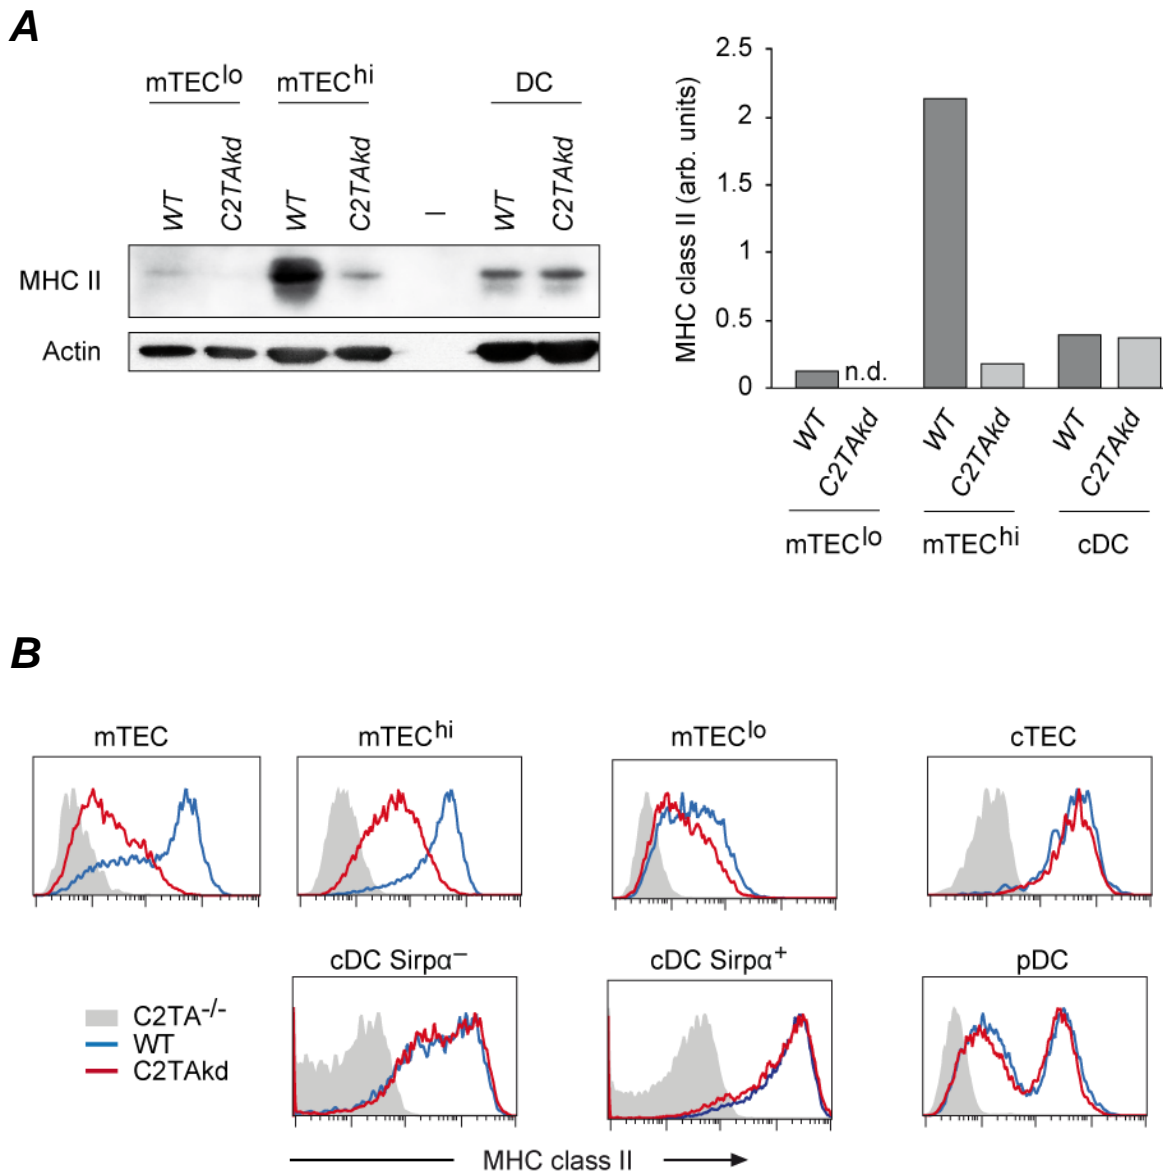 A
mTEClo mTEChi DC
WT C2TAkd WT C2TAkd – WT C2TAkd
MHC II
Actin
MHC class II (arb. units)
2.5
2
1.5
1
0.5
0
n.d.
WT C2TAkd WT C2TAkd WT C2TAkd
mTEClo mTEChi cDC
B
mTEC mTEChi mTEClo cTEC
cDC Sirpα– cDC Sirpα+ pDC
C2TA-/-
WT
C2TAkd
MHC class II